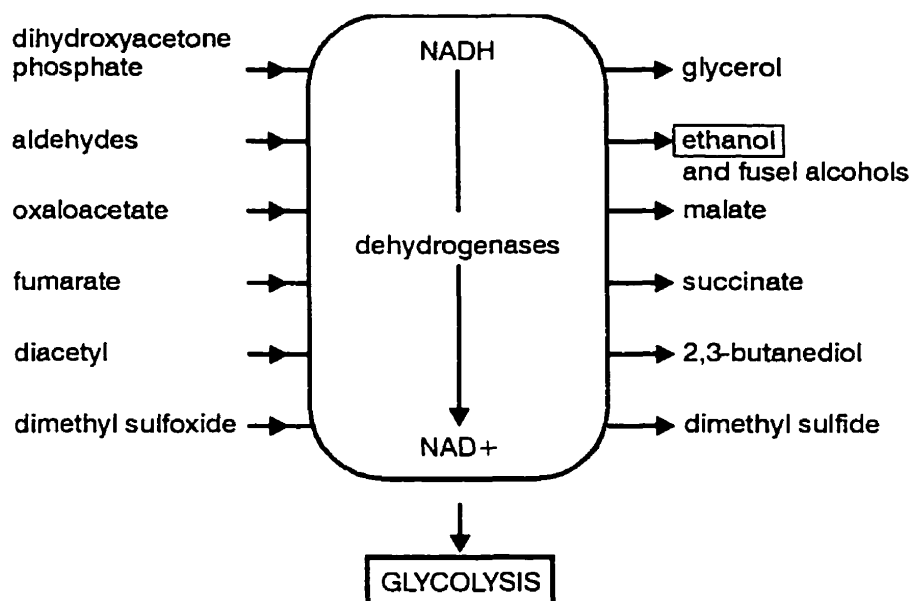 dihydroxyacetone
phosphate
NADH
glycerol
aldehydes
ethanol
and fusel alcohols
oxaloacetate
malate
dehydrogenases
fumarate
succinate
diacetyl
2,3-butanediol
dimethyl sulfoxide
dimethyl sulfide
NAD+
GLYCOLYSIS